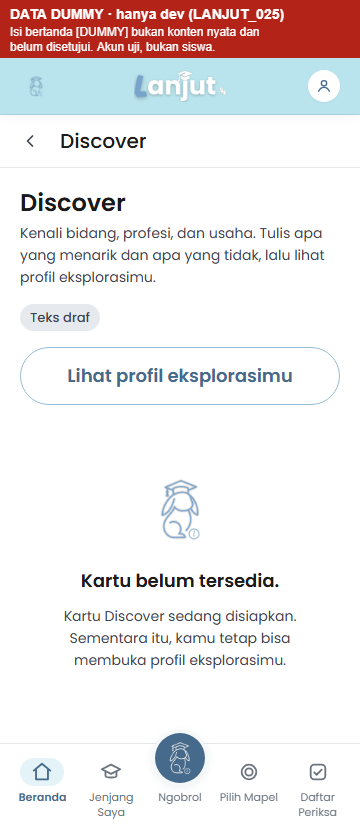 DATA DUMMY · hanya dev (LANJUT_025)
Isi bertanda [DUMMY] bukan konten nyata dan
belum disetujui. Akun uji, bukan siswa.
Lanjut
Discover
Discover
Kenali bidang, profesi, dan usaha. Tulis apa
yang menarik dan apa yang tidak, lalu lihat
profil eksplorasimu.
Teks draf
Lihat profil eksplorasimu
Kartu belum tersedia.
Kartu Discover sedang disiapkan.
Sementara itu, kamu tetap bisa
membuka profil eksplorasimu.
Beranda
Jenjang
Saya
Ngobrol
Pilih Mapel
Daftar
Periksa